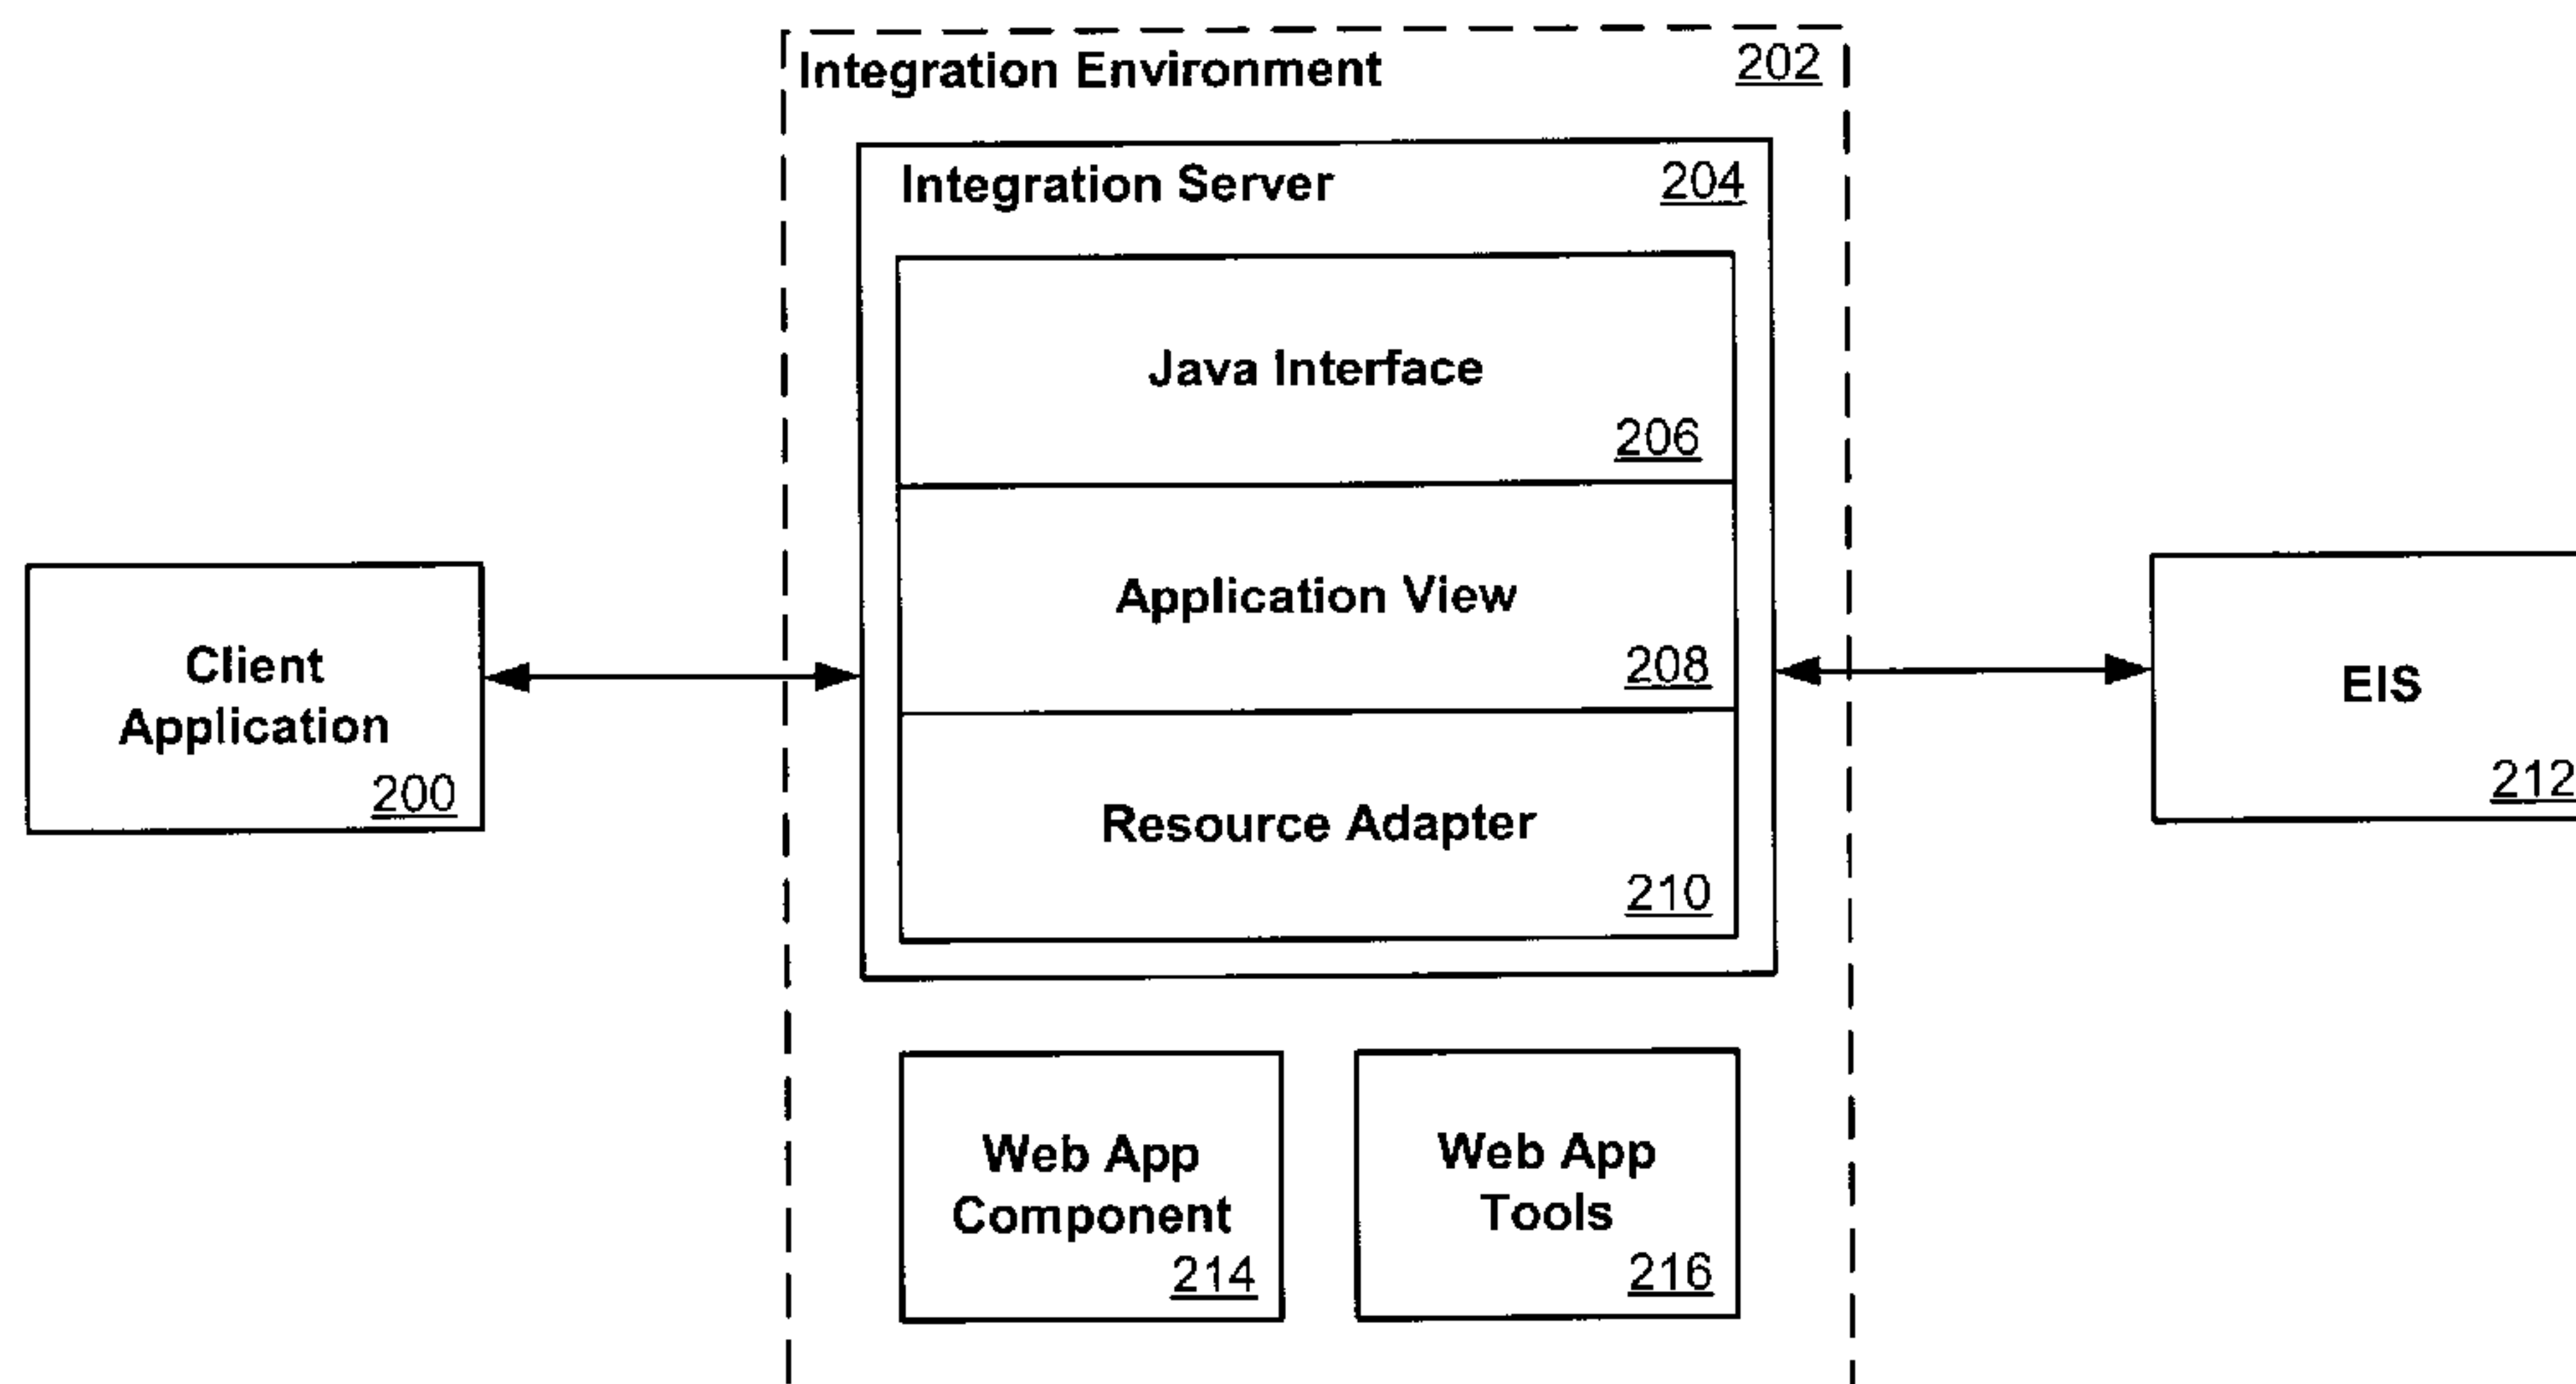 Integration Environment 202
Integration Server 204
Java Interface
206
Application View
208
Resource Adapter
210
Client
Application
200
EIS
212
Web App
Component
214
Web App
Tools
216